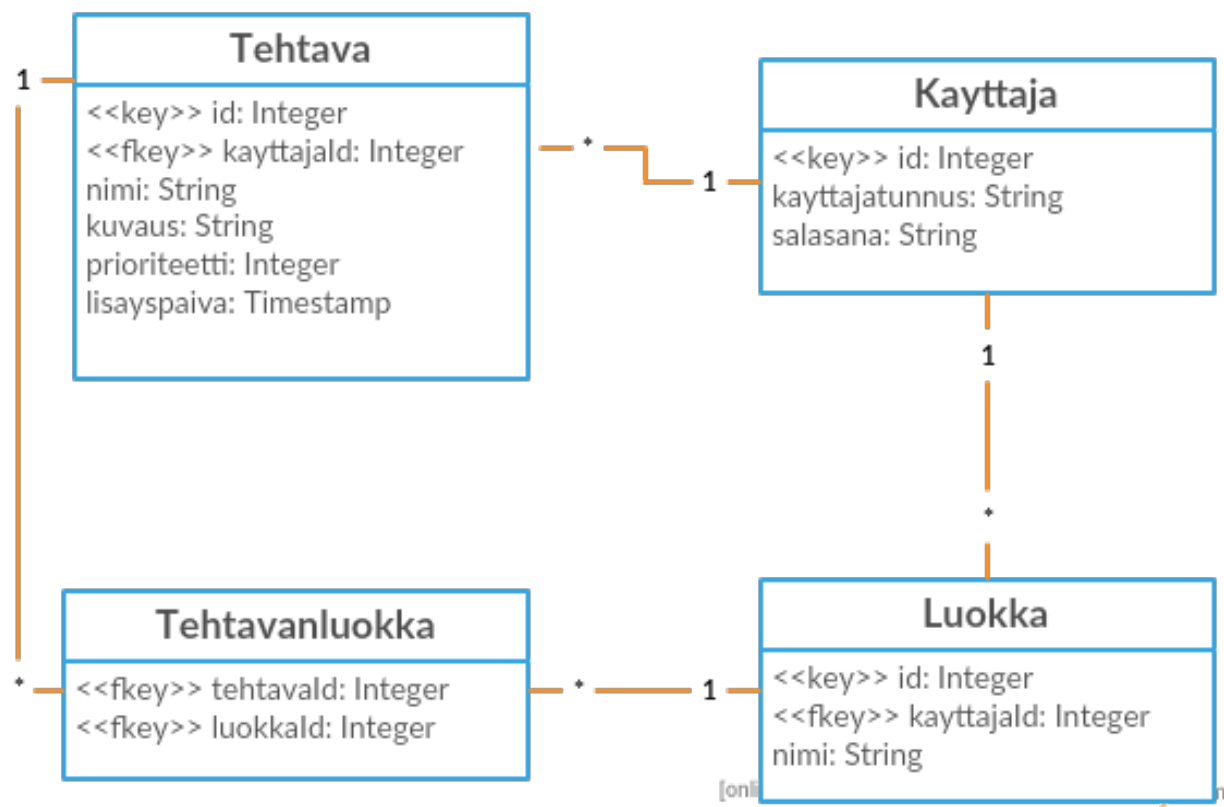 Tehtava
1
<<key>> id: Integer
<<fkey>> kayttajaId: Integer
nimi: String
kuvaus: String
prioriteetti: Integer
lisayspaiva: Timestamp
*
1
Kayttaja
<<key>> id: Integer
kayttajatunnus: String
salasana: String
1
*
Tehtavanluokka
*
<<fkey>> tehtavaId: Integer
<<fkey>> luokkaId: Integer
*
1
Luokka
<<key>> id: Integer
<<fkey>> kayttajaId: Integer
nimi: String